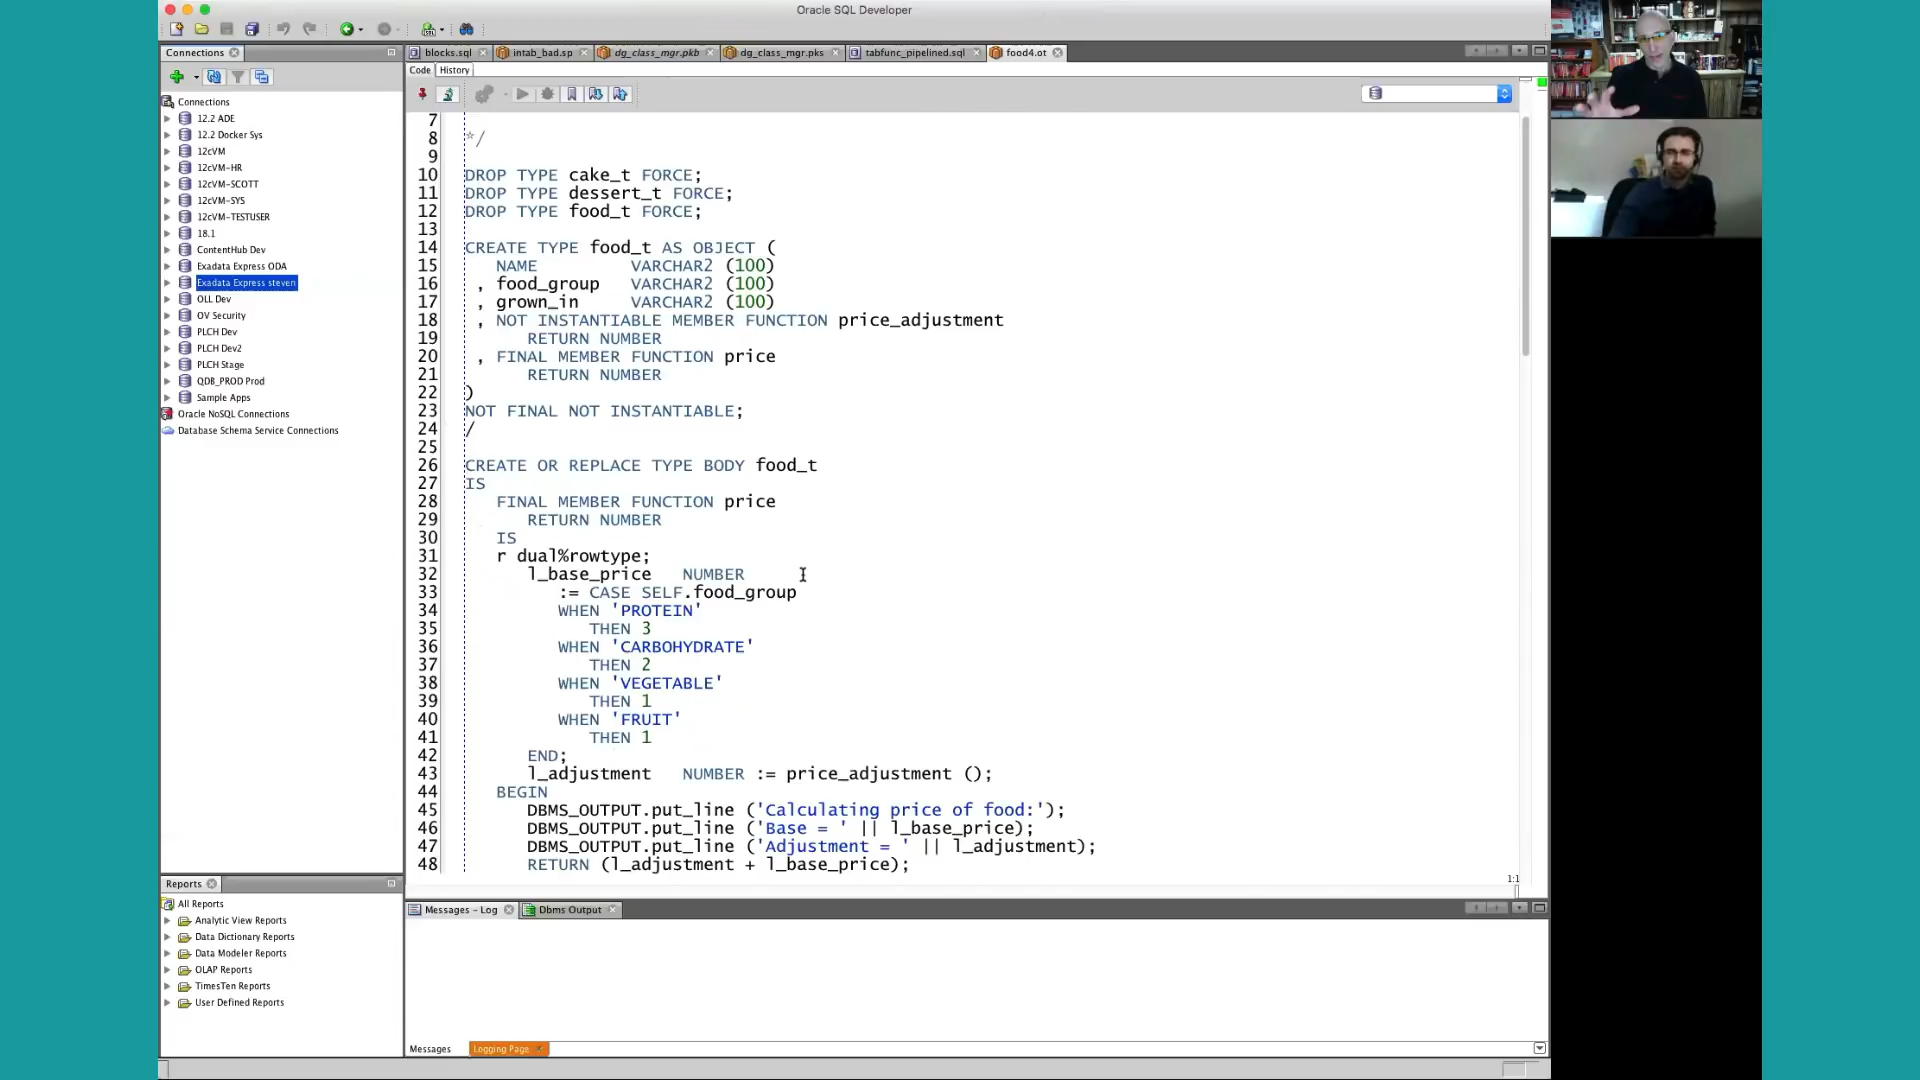 Oracle SQL Developer
Connections
blocks.sql
intab_bad.sp
dg_class_mgr.pkb
dg_class_mgr.pks
tabfunc_pipelined.sql
food4.ot
Code
History
Connections
12.2 ADE
12.2 Docker Sys
12cVM
12cVM-HR
12cVM-SCOTT
12cVM-SYS
12cVM-TESTUSER
18.1
ContentHub Dev
Exadata Express ODA
Exadata Express steven
OLL Dev
OV Security
PLCH Dev
PLCH Dev2
PLCH Stage
QDB_PROD Prod
Sample Apps
Oracle NoSQL Connections
Database Schema Service Connections
7
8 */
9
10 DROP TYPE cake_t FORCE;
11 DROP TYPE dessert_t FORCE;
12 DROP TYPE food_t FORCE;
13
14 CREATE TYPE food_t AS OBJECT (
15 NAME VARCHAR2 (100)
16 , food_group VARCHAR2 (100)
17 , grown_in VARCHAR2 (100)
18 , NOT INSTANTIABLE MEMBER FUNCTION price_adjustment
19 RETURN NUMBER
20 , FINAL MEMBER FUNCTION price
21 RETURN NUMBER
22 )
23 NOT FINAL NOT INSTANTIABLE;
24 /
25
26 CREATE OR REPLACE TYPE BODY food_t
27 IS
28 FINAL MEMBER FUNCTION price
29 RETURN NUMBER
30 IS
31 r dual%rowtype;
32 l_base_price NUMBER
33 := CASE SELF.food_group
34 WHEN 'PROTEIN'
35 THEN 3
36 WHEN 'CARBOHYDRATE'
37 THEN 2
38 WHEN 'VEGETABLE'
39 THEN 1
40 WHEN 'FRUIT'
41 THEN 1
42 END;
43 l_adjustment NUMBER := price_adjustment ();
44 BEGIN
45 DBMS_OUTPUT.put_line ('Calculating price of food:');
46 DBMS_OUTPUT.put_line ('Base = ' || l_base_price);
47 DBMS_OUTPUT.put_line ('Adjustment = ' || l_adjustment);
48 RETURN (l_adjustment + l_base_price);
1:1
Reports
All Reports
Analytic View Reports
Data Dictionary Reports
Data Modeler Reports
OLAP Reports
TimesTen Reports
User Defined Reports
Messages - Log
Dbms Output
Messages
Logging Page